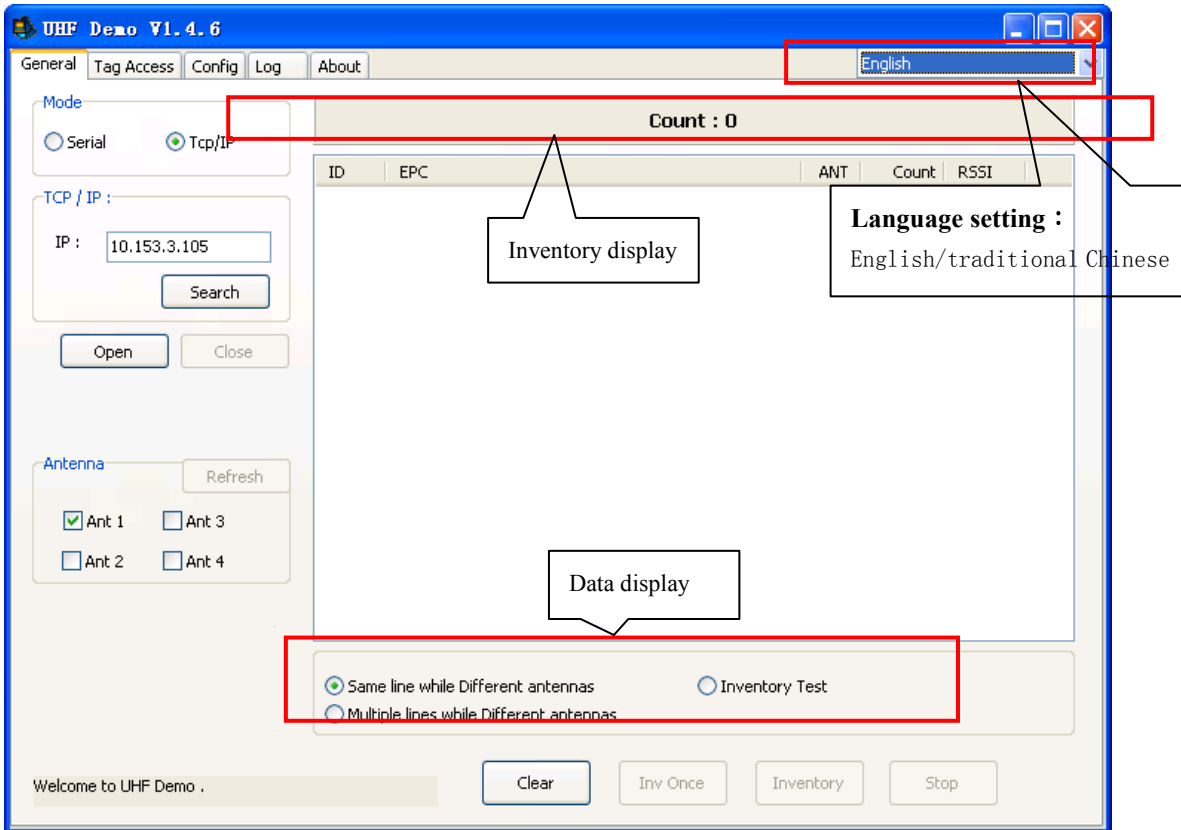 UHF Demo V1.4.6
General Tag Access Config Log About English
Mode
Serial Tcp/IP
Count : 0
ID EPC ANT Count RSSI
TCP / IP :
IP : 10.153.3.105
Search
Open Close
Inventory display
Language setting：
English/traditional Chinese
Antenna
Refresh
Ant 1 Ant 3
Ant 2 Ant 4
Data display
Same line while Different antennas Inventory Test
Multiple lines while Different antennas
Welcome to UHF Demo .
Clear Inv Once Inventory Stop